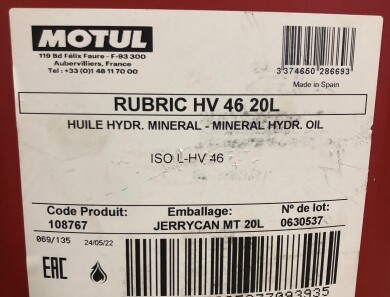 MOTUL
119 Bd Félix Faure - F-93 300
Aubervilliers, France
Tel : +33 (0)1 48 11 70 00
3 374650 286693
Made in Spain
RUBRIC HV 46 20L
HUILE HYDR. MINERAL - MINERAL HYDR. OIL
ISO L-HV 46
Code Produit: Emballage: Nº de lot:
108767 JERRYCAN MT 20L 0630537
069/135 24/05/22
EAC